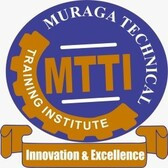 MURAGA TECHNICAL
MTTI
TRAINING INSTITUTE
Innovation & Excellence